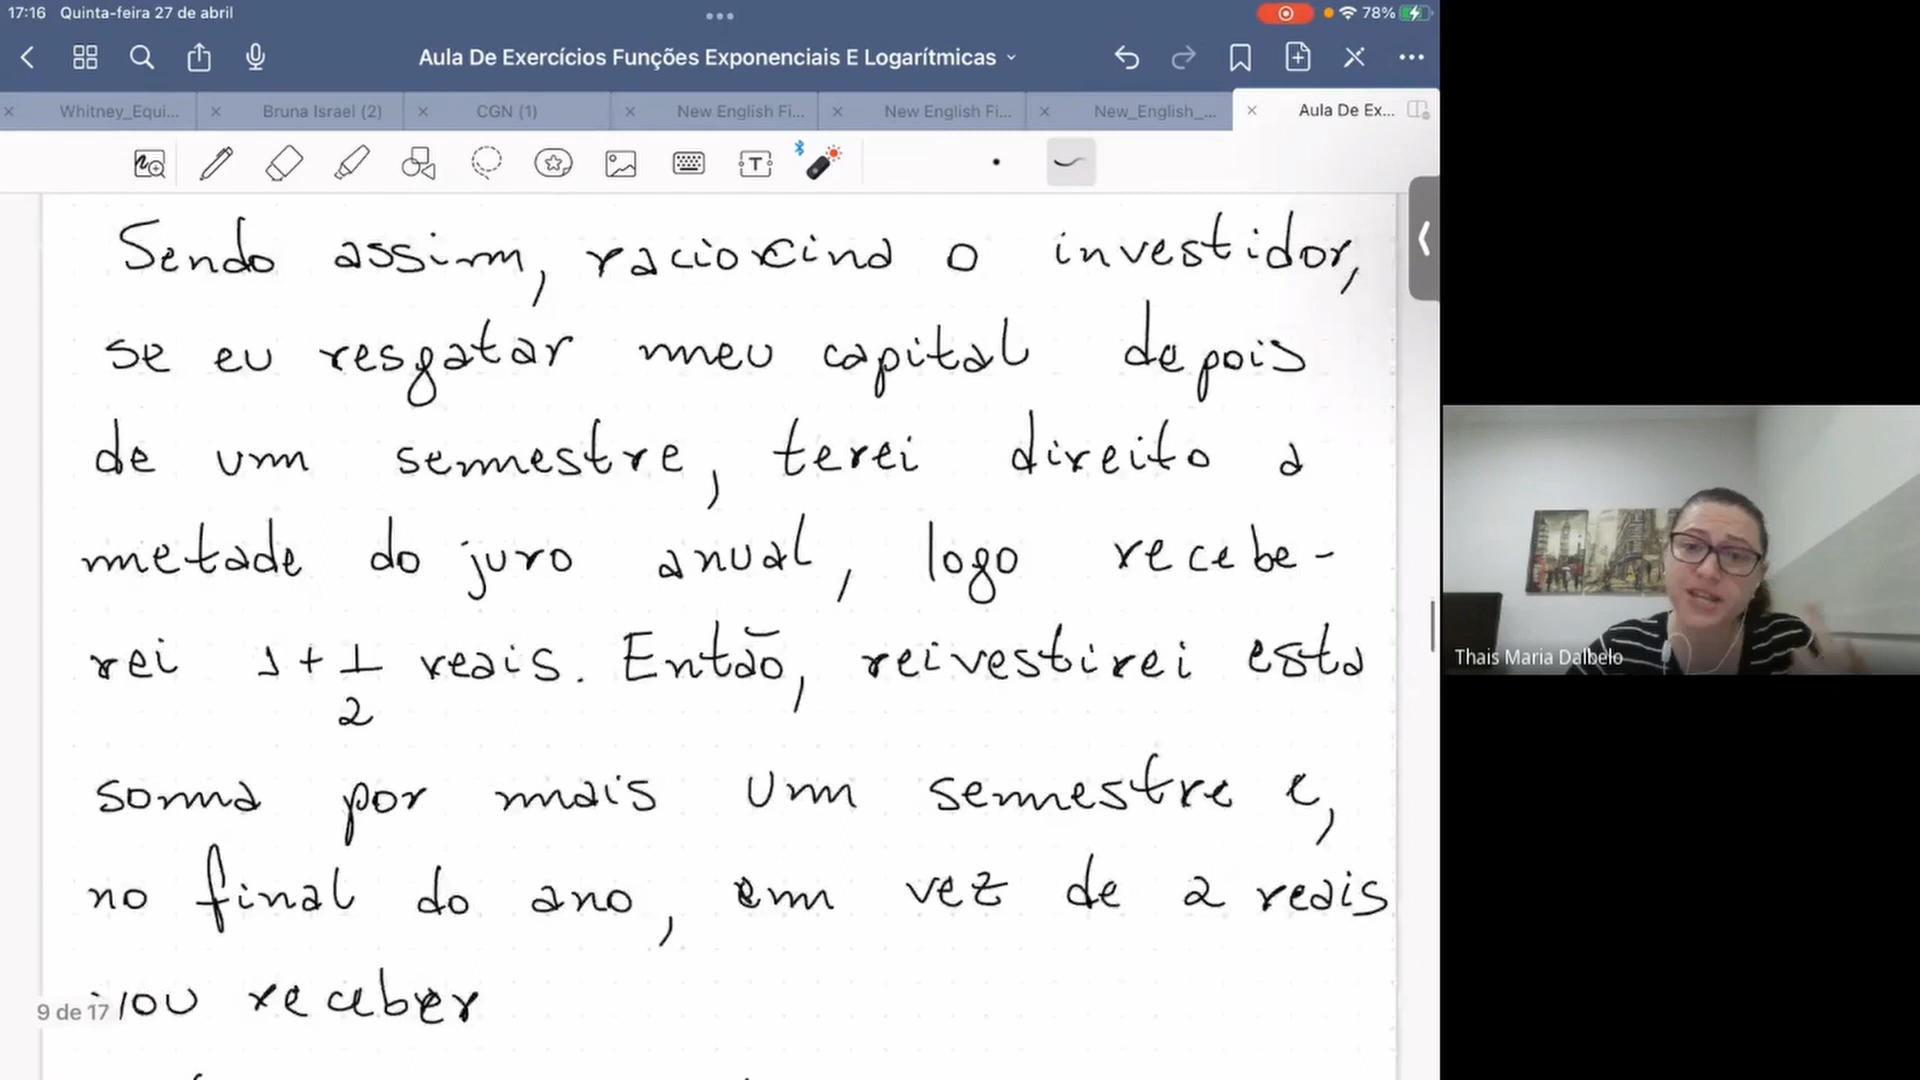 17:16 Quinta-feira 27 de abril
78%
Aula De Exercícios Funções Exponenciais E Logarítmicas
Whitney_Equi...
Bruna Israel (2)
CGN (1)
New English Fi...
New English Fi...
New_English_...
Aula De Ex...
Sendo assim, raciocina o investidor,
se eu resgatar meu capital depois
de um semestre, terei direito a
metade do juro anual, logo recebe-
rei 1 + 1/2 reais. Então, reivestirei esta
soma por mais um semestre e,
no final do ano, em vez de 2 reais
receber
9 de 17
Thais Maria Dalbelo